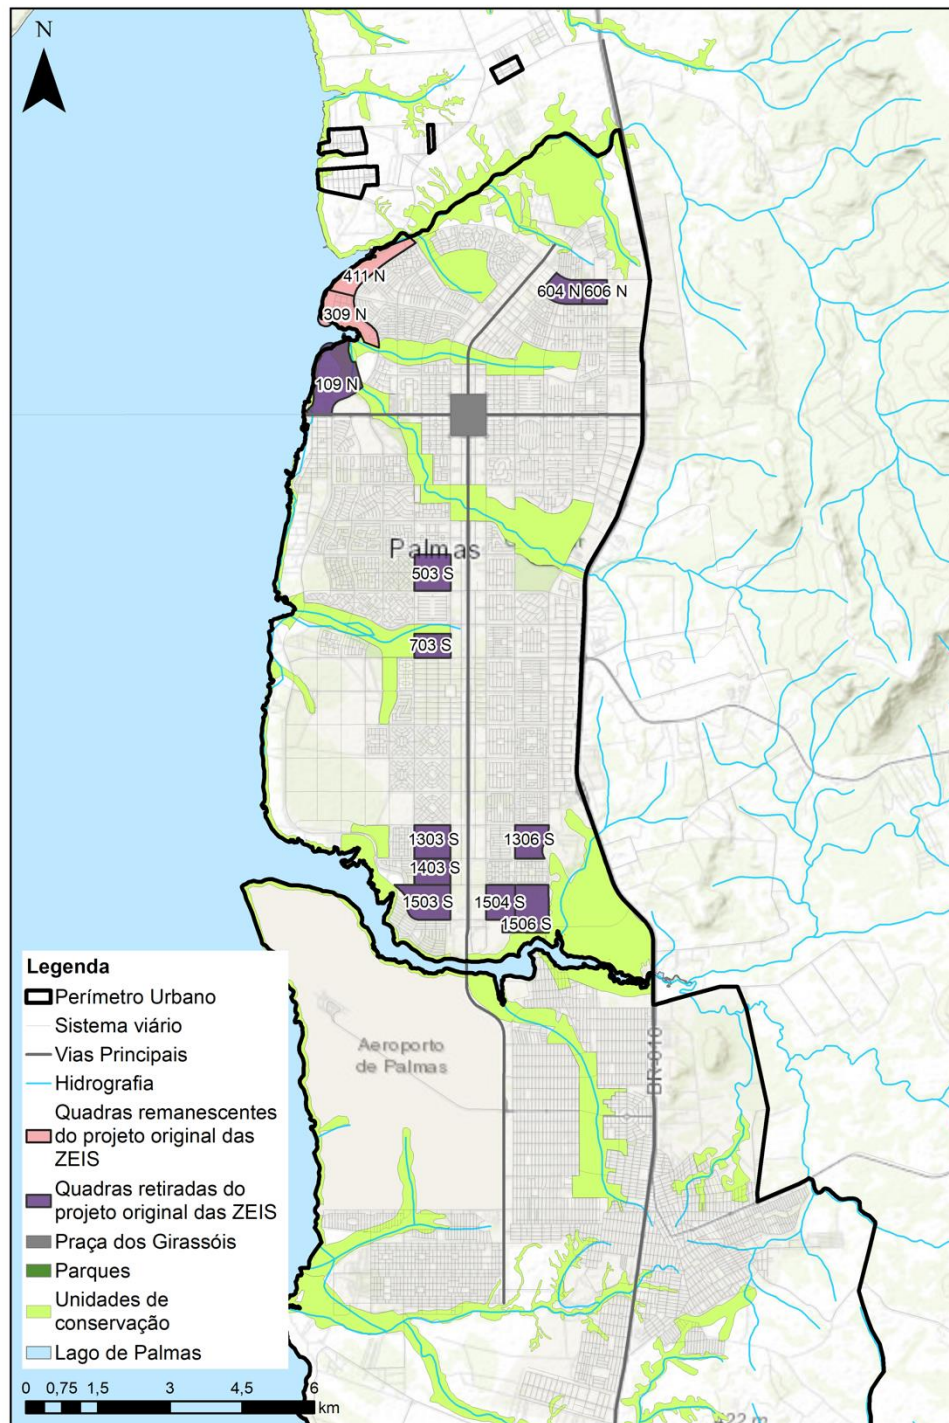 N
411 N
309 N
604 N
606 N
109 N
Palmas
503 S
703 S
1303 S
1306 S
1403 S
1503 S
1504 S
1506 S
Aeroporto
de Palmas
BR-010
Legenda
Perímetro Urbano
Sistema viário
Vias Principais
Hidrografia
Quadras remanescentes
do projeto original das
ZEIS
Quadras retiradas do
projeto original das ZEIS
Praça dos Girassóis
Parques
Unidades de
conservação
Lago de Palmas
0 0,75 1,5 3 4,5 6
km